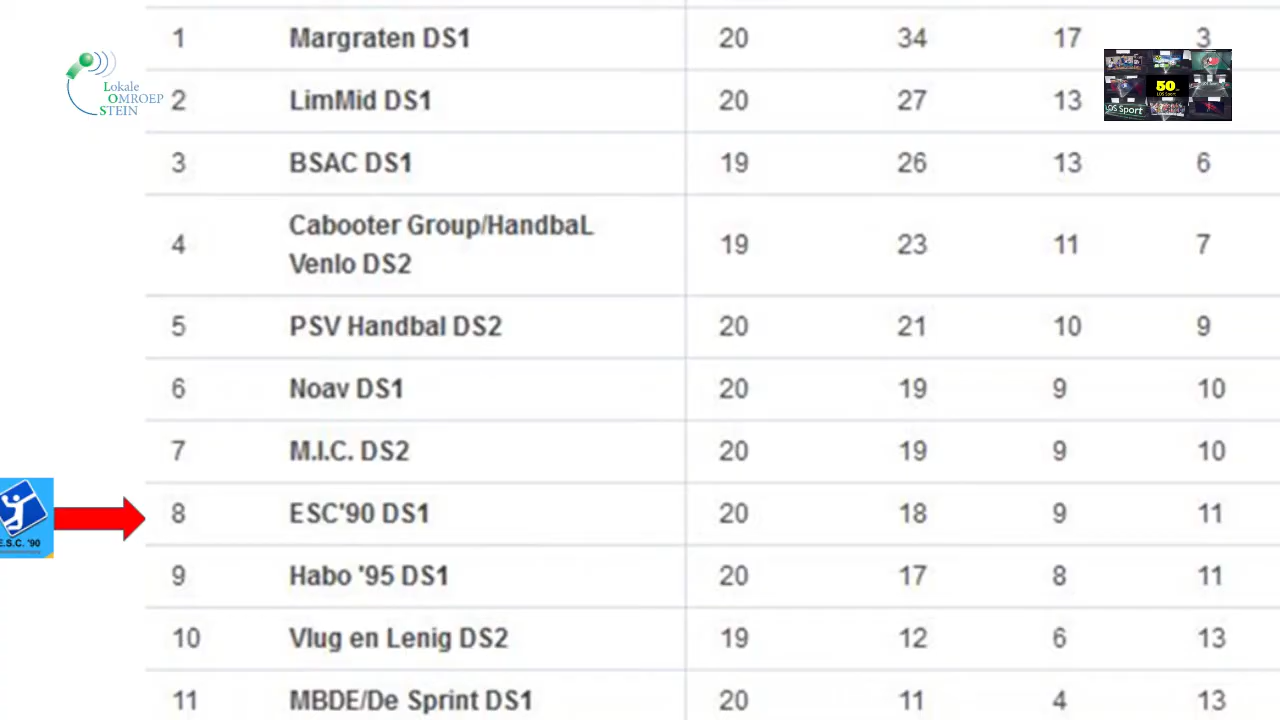 1 Margraten DS1 20 34 17 3
Lokale
OMROEP
STEIN
2 LimMid DS1 20 27 13
50
LOS Sport
LOS Sport
3 BSAC DS1 19 26 13 6
Cabooter Group/HandbaL
4 Venlo DS2 19 23 11 7
5 PSV Handbal DS2 20 21 10 9
6 Noav DS1 20 19 9 10
7 M.I.C. DS2 20 19 9 10
8 ESC'90 DS1 20 18 9 11
E.S.C. '90
9 Habo '95 DS1 20 17 8 11
10 Vlug en Lenig DS2 19 12 6 13
11 MBDE/De Sprint DS1 20 11 4 13